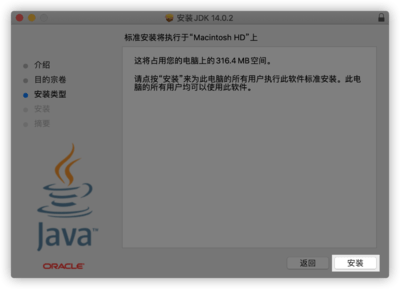 安装 JDK 14.0.2
标准安装将执行于“Macintosh HD”上
介绍
目的宗卷
安装类型
安装
摘要
这将占用您的电脑上的 316.4 MB 空间。
请点按“安装”来为此电脑的所有用户执行此软件标准安装。此电
脑的所有用户均可以使用此软件。
Java™
ORACLE®
返回
安装